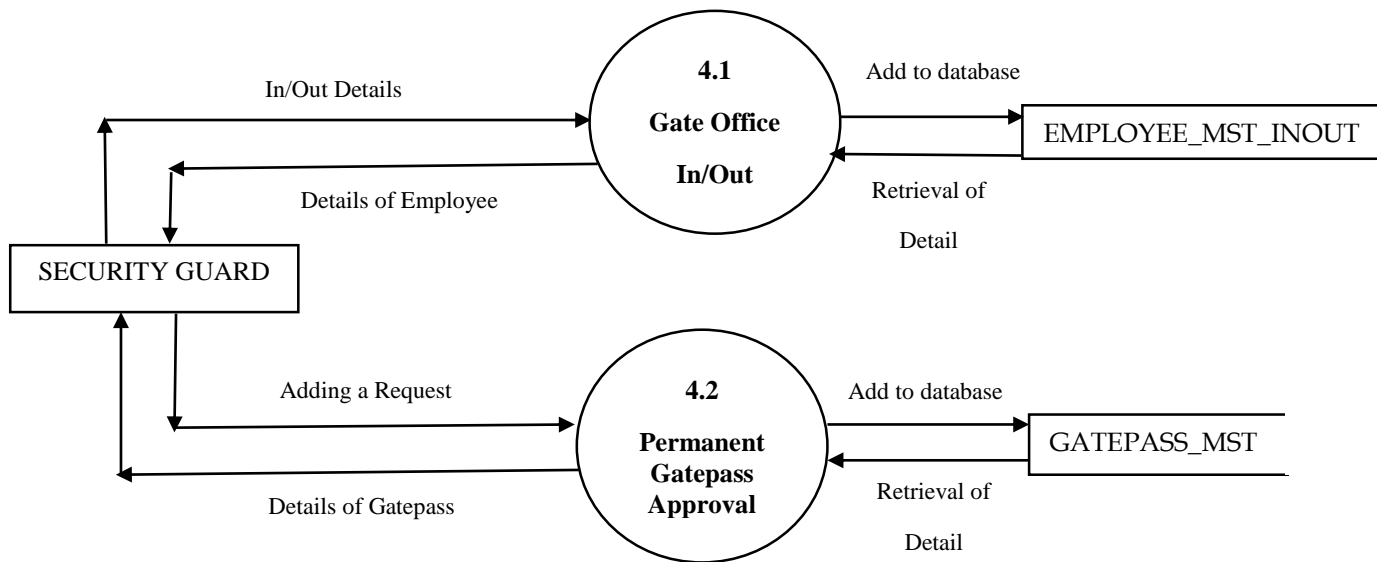 4.1
Gate Office
In/Out
In/Out Details
Add to database
EMPLOYEE_MST_INOUT
Details of Employee
Retrieval of
Detail
SECURITY GUARD
Adding a Request
4.2
Permanent
Gatepass
Approval
Add to database
GATEPASS_MST
Details of Gatepass
Retrieval of
Detail